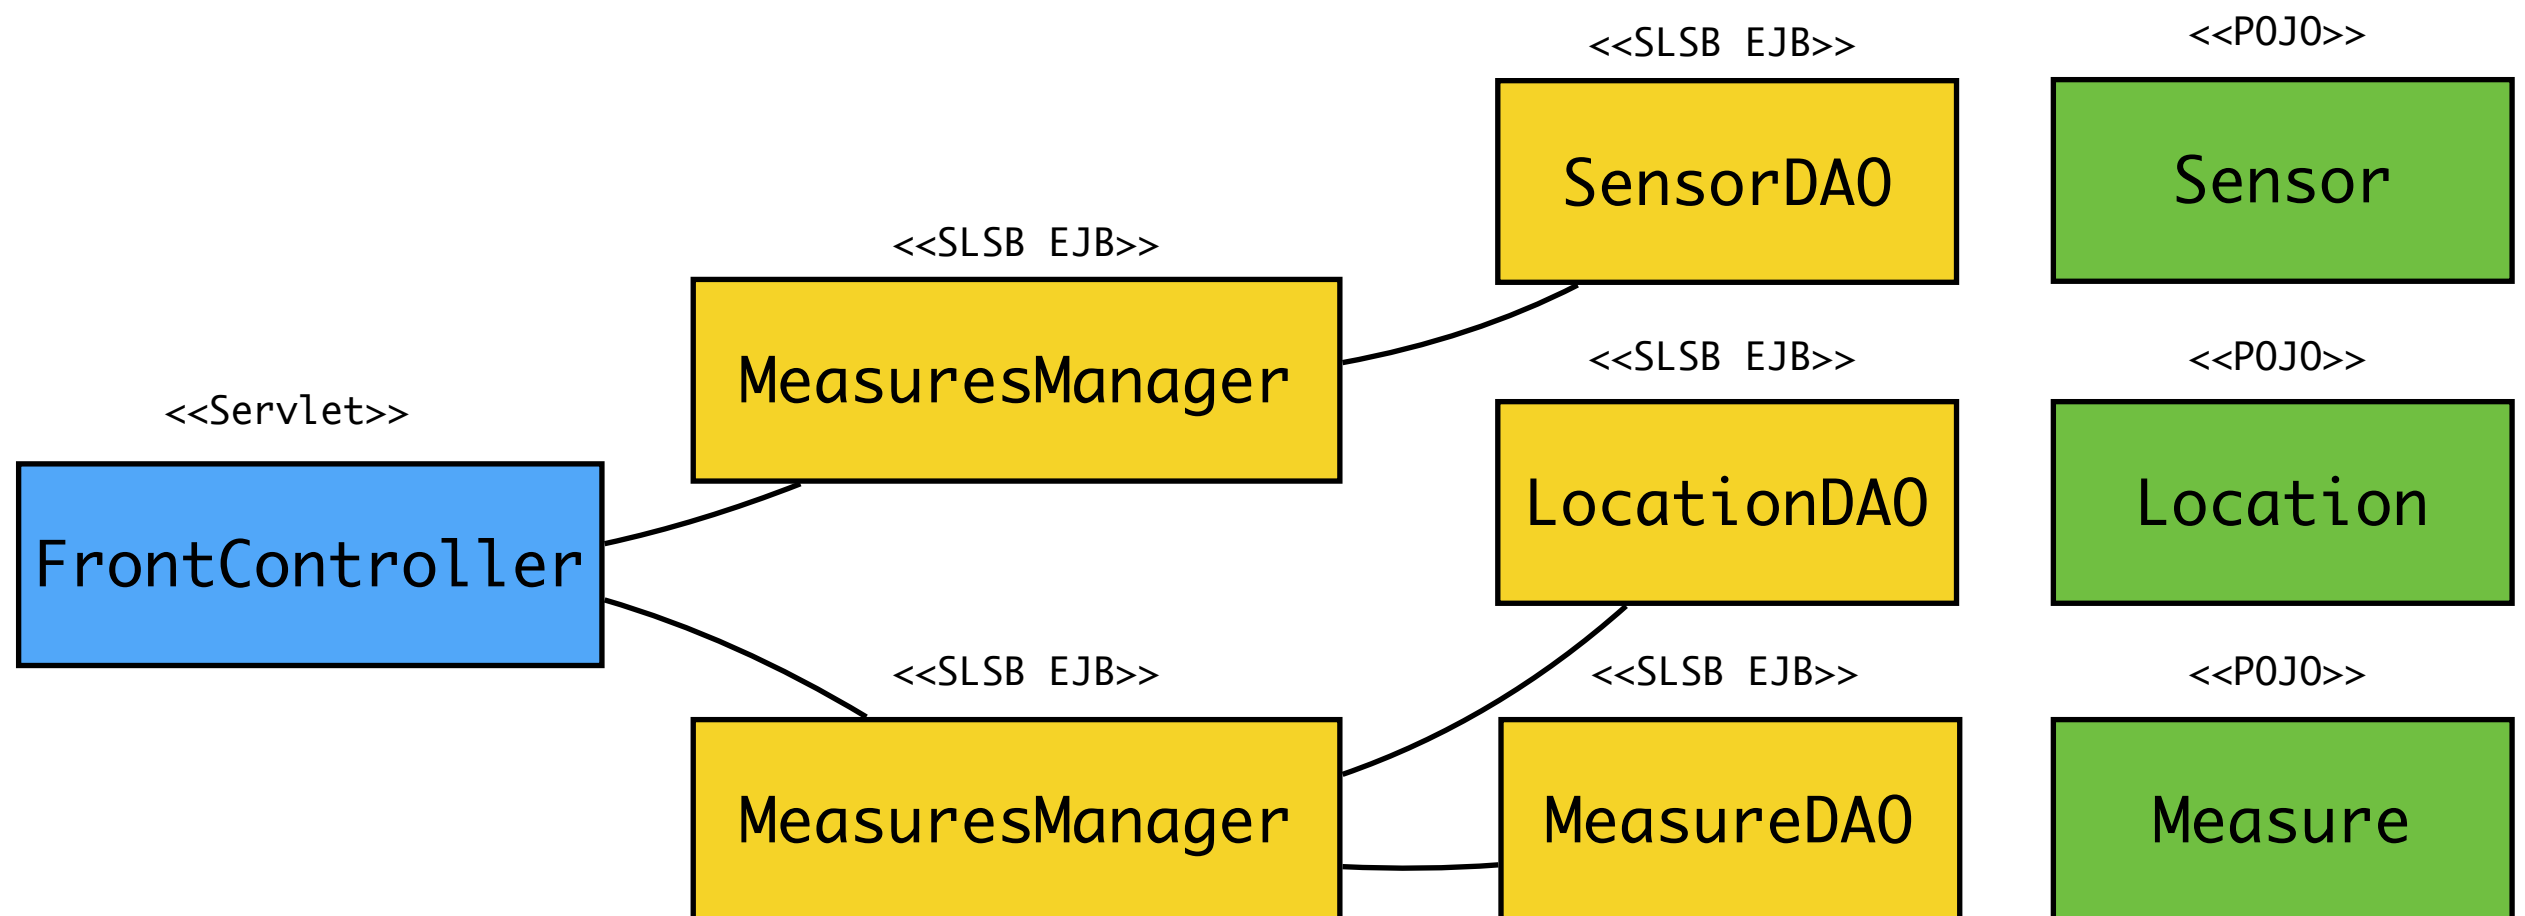 <<SLSB EJB>>
<<POJO>>
SensorDAO
Sensor
<<SLSB EJB>>
MeasuresManager
<<SLSB EJB>>
<<POJO>>
LocationDAO
Location
<<Servlet>>
FrontController
<<SLSB EJB>>
<<SLSB EJB>>
<<POJO>>
MeasuresManager
MeasureDAO
Measure